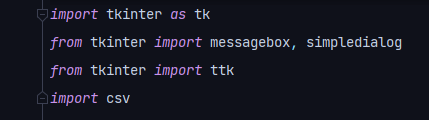 import tkinter as tk
from tkinter import messagebox, simpledialog
from tkinter import ttk
import csv